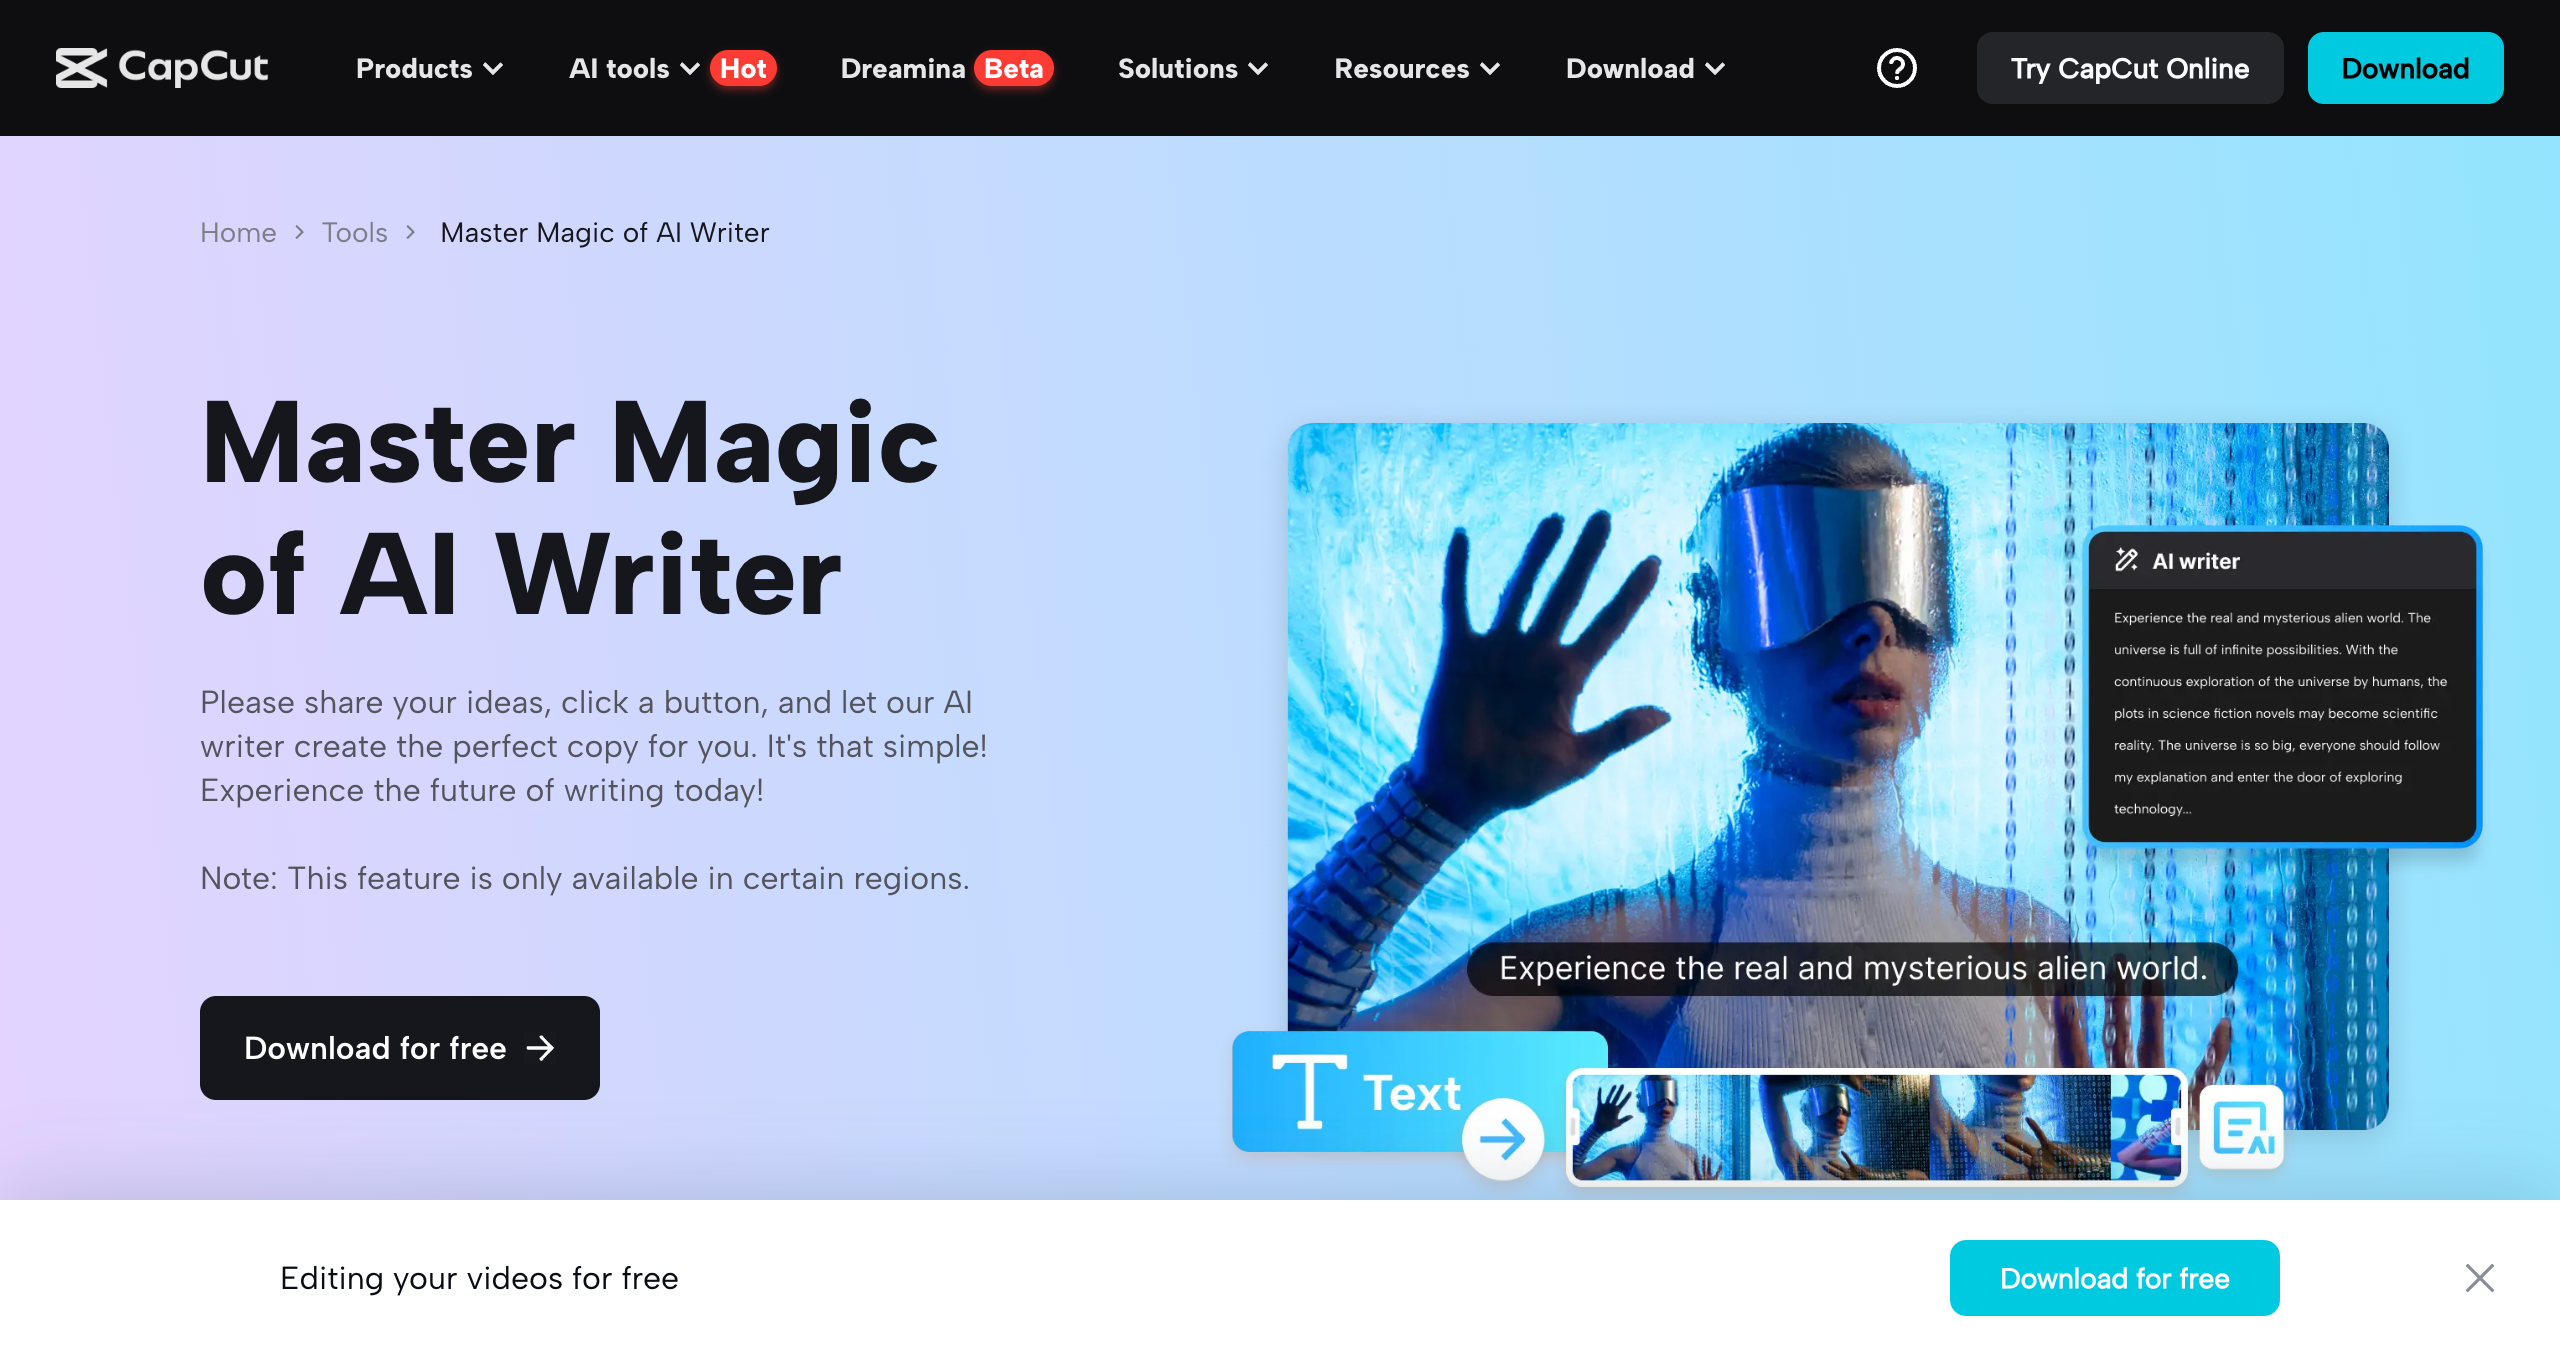 CapCut
Products
AI tools
Hot
Dreamina
Beta
Solutions
Resources
Download
Try CapCut Online
Download
Home
Tools
Master Magic of AI Writer
Master Magic
of AI Writer
Please share your ideas, click a button, and let our AI
writer create the perfect copy for you. It's that simple!
Experience the future of writing today!
Note: This feature is only available in certain regions.
Download for free
AI writer
Experience the real and mysterious alien world. The
universe is full of infinite possibilities. With the
continuous exploration of the universe by humans, the
plots in science fiction novels may become scientific
reality. The universe is so big, everyone should follow
my explanation and enter the door of exploring
technology...
Experience the real and mysterious alien world.
T Text
AI
Editing your videos for free
Download for free